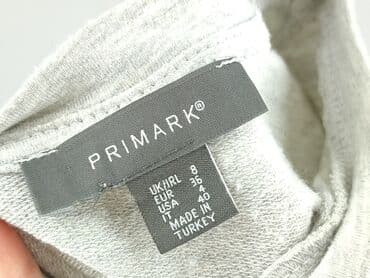 PRIMARK®
UK/IRL 8
EUR 36
USA 4
IT 40
MADE IN
TURKEY